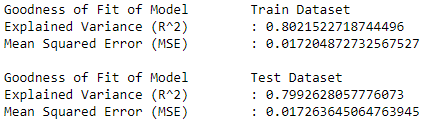 Goodness of Fit of Model Train Dataset
Explained Variance (R^2) : 0.8021522718744496
Mean Squared Error (MSE) : 0.017204872732567527
Goodness of Fit of Model Test Dataset
Explained Variance (R^2) : 0.7992628057776073
Mean Squared Error (MSE) : 0.017263645064763945